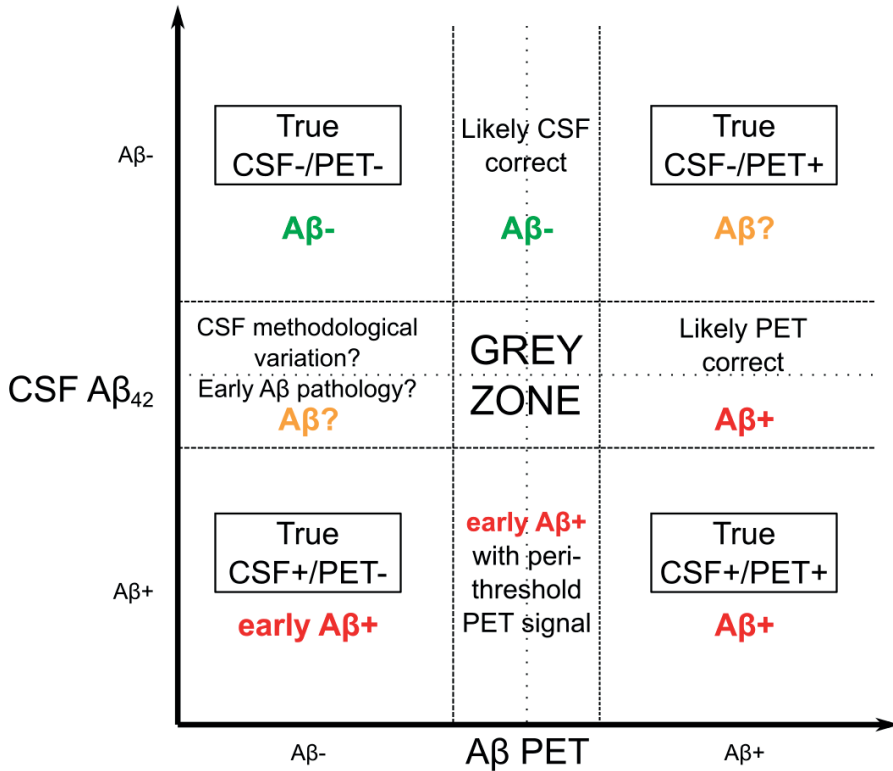 True
CSF-/PET-
Aβ-
Likely CSF
correct
Aβ-
True
CSF-/PET+
Aβ?
Aβ-
CSF methodological
variation?
Early Aβ pathology?
Aβ?
GREY
ZONE
Likely PET
correct
Aβ+
CSF Aβ₄₂
True
CSF+/PET-
early Aβ+
early Aβ+
with peri-
threshold
PET signal
True
CSF+/PET+
Aβ+
Aβ+
Aβ-
Aβ PET
Aβ+